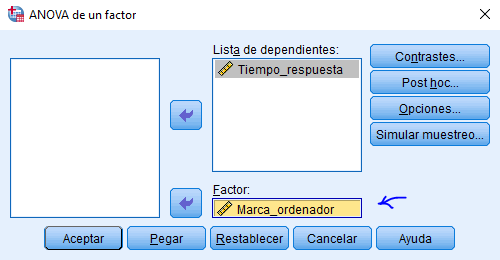 ANOVA de un factor
Lista de dependientes:
Tiempo_respuesta
Contrastes...
Post hoc...
Opciones...
Simular muestreo...
Factor:
Marca_ordenador
Aceptar
Pegar
Restablecer
Cancelar
Ayuda